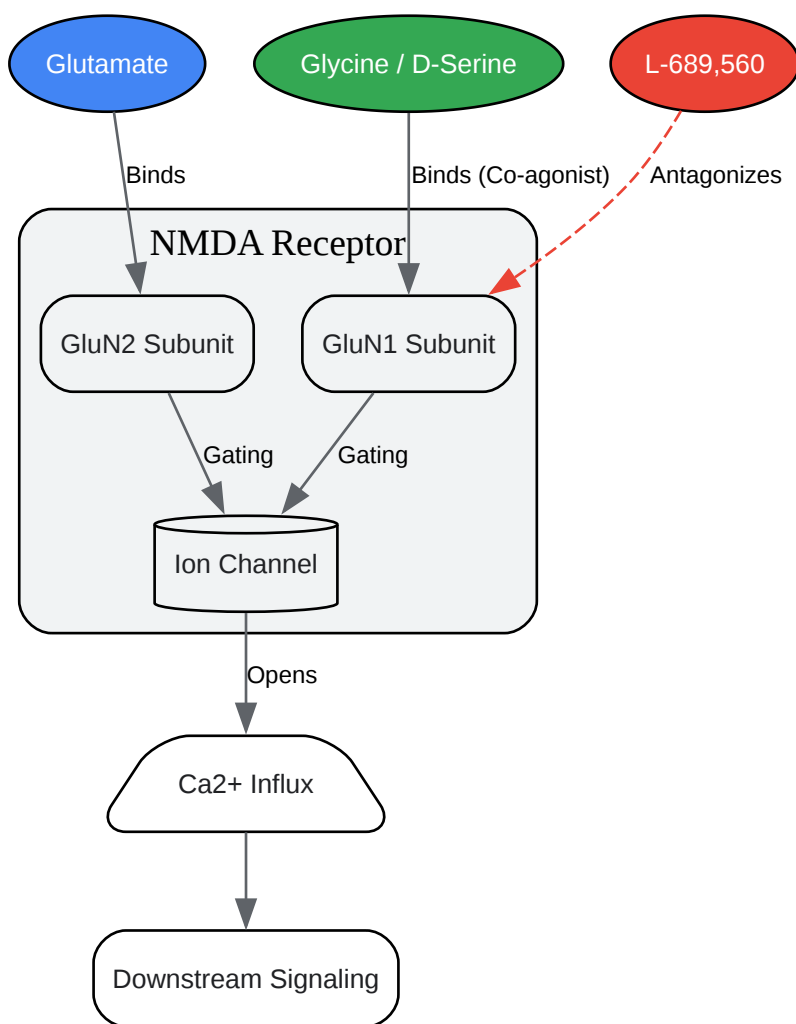 Glutamate
Glycine / D-Serine
L-689,560
Binds
Binds (Co-agonist)
Antagonizes
NMDA Receptor
GluN2 Subunit
GluN1 Subunit
Gating
Gating
Ion Channel
Opens
Ca2+ Influx
Downstream Signaling